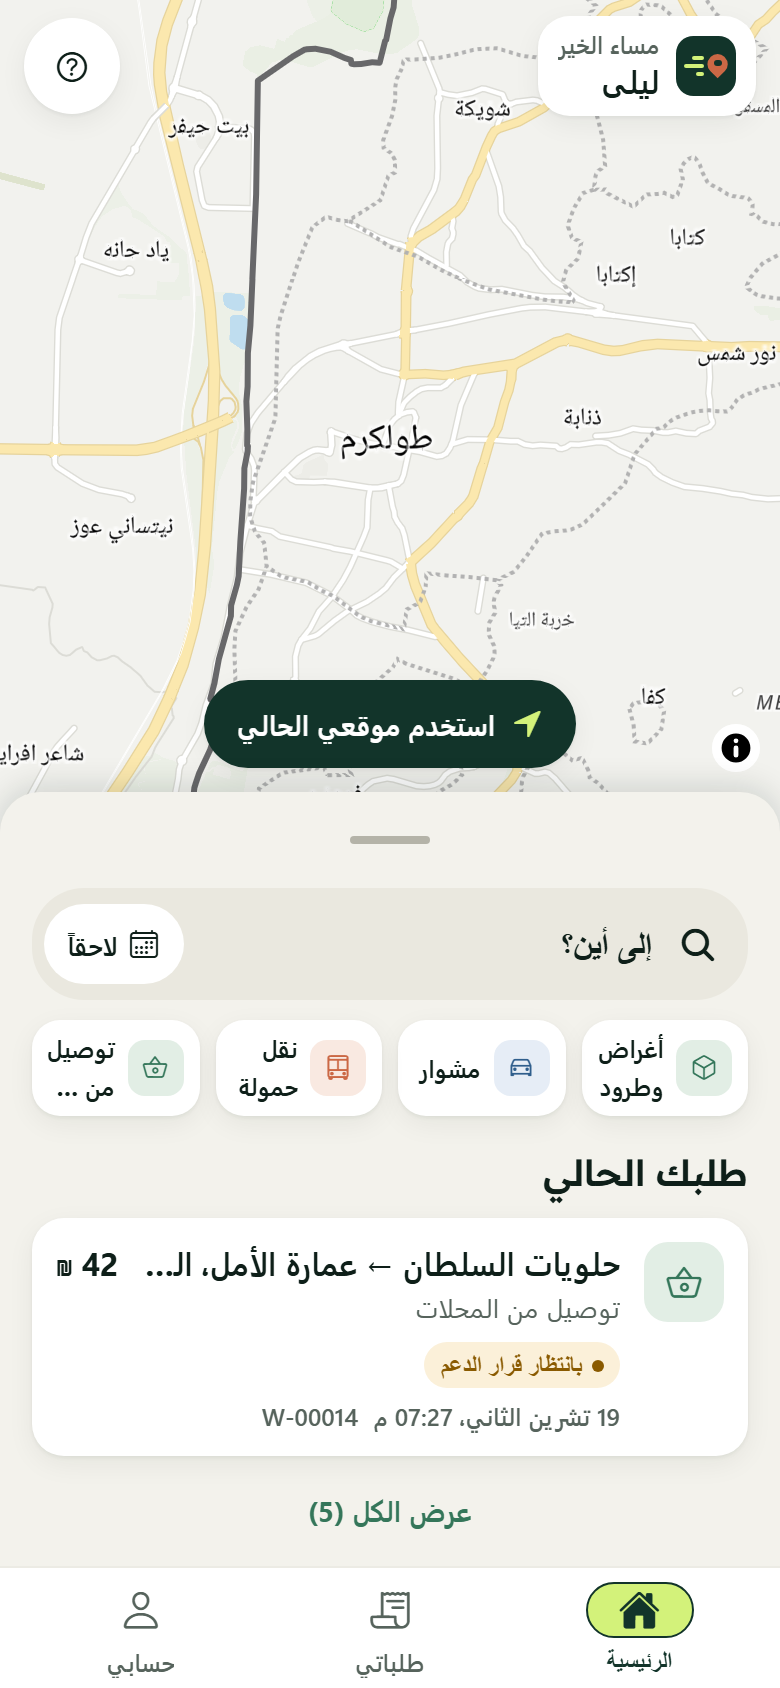 مساء الخير
ليلى
شويكة
بيت حيفر
كتابا
ياد حانه
إكتابا
نور شمس
ذنابة
طولكرم
نيتساني عوز
خربة التيا
كفا
شاعر افرايـ
استخدم موقعي الحالي
إلى أين؟
لاحقاً
أغراض وطرود
مشوار
نقل حمولة
توصيل من ...
طلبك الحالي
حلويات السلطان ← عمارة الأمل، الـ... 42 ₪
توصيل من المحلات
بانتظار قرار الدعم
19 تشرين الثاني، 07:27 م W-00014
عرض الكل (5)
الرئيسية
طلباتي
حسابي